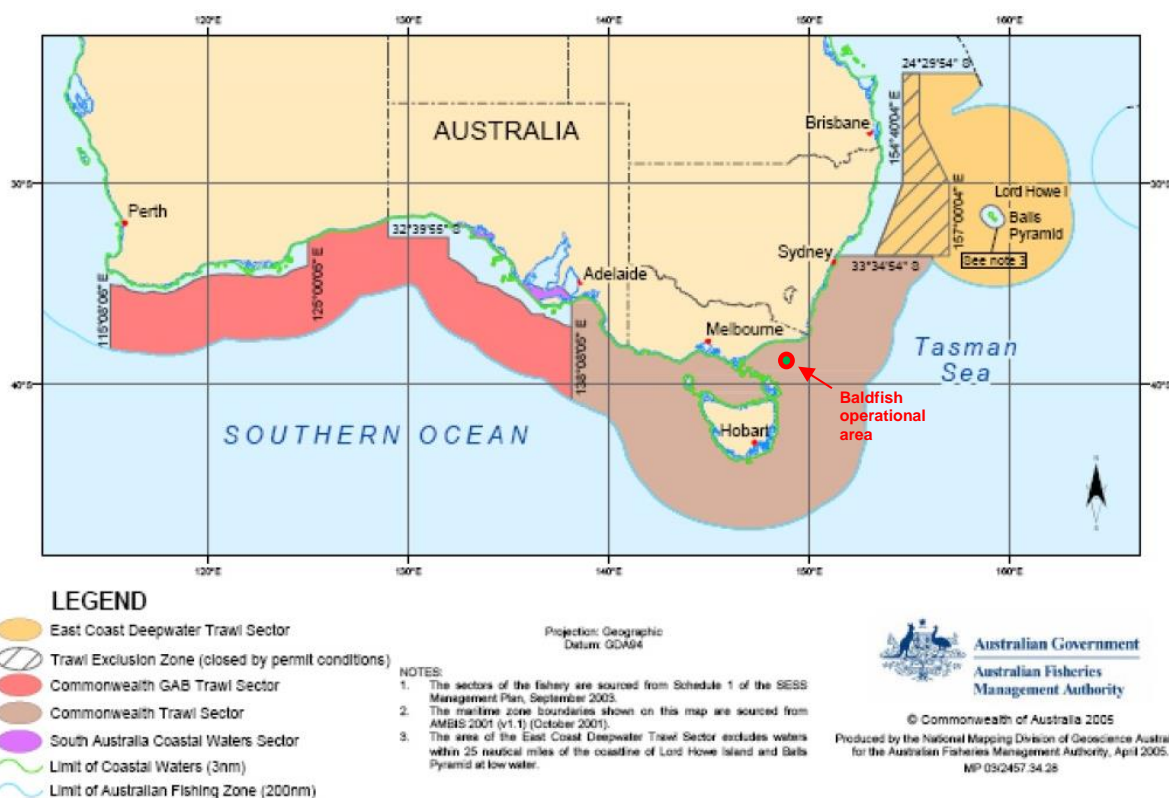 120°E 130°E 140°E 150°E 160°E
24°29'54" S
154°40'04" E
Brisbane
AUSTRALIA
30°S 30°S
Lord Howe I
Perth
157°00'04" E
Balls
Pyramid
32°39'55" S
Sydney
See note 3
33°34'54" S
Adelaide
115°08'06" E
125°00'05" E
138°08'05" E
Melbourne
Tasman
Sea
40°S 40°S
Baldfish
operational
area
SOUTHERN OCEAN
Hobart
120°E 130°E 140°E 150°E 160°E
LEGEND
East Coast Deepwater Trawl Sector
Trawl Exclusion Zone (closed by permit conditions)
Commonwealth GAB Trawl Sector
Commonwealth Trawl Sector
South Australia Coastal Waters Sector
Limit of Coastal Waters (3nm)
Limit of Australian Fishing Zone (200nm)
Projection: Geographic
Datum: GDA94
NOTES:
1. The sectors of the fishery are sourced from Schedule 1 of the SESS
Management Plan, September 2003.
2. The maritime zone boundaries shown on this map are sourced from
AMBIS 2001 (v1.1) (October 2001).
3. The area of the East Coast Deepwater Trawl Sector excludes waters
within 25 nautical miles of the coastline of Lord Howe Island and Balls
Pyramid at low water.
Australian Government
Australian Fisheries
Management Authority
© Commonwealth of Australia 2005
Produced by the National Mapping Division of Geoscience Austra
for the Australian Fisheries Management Authority, April 2005.
MP 03/2457.34.28